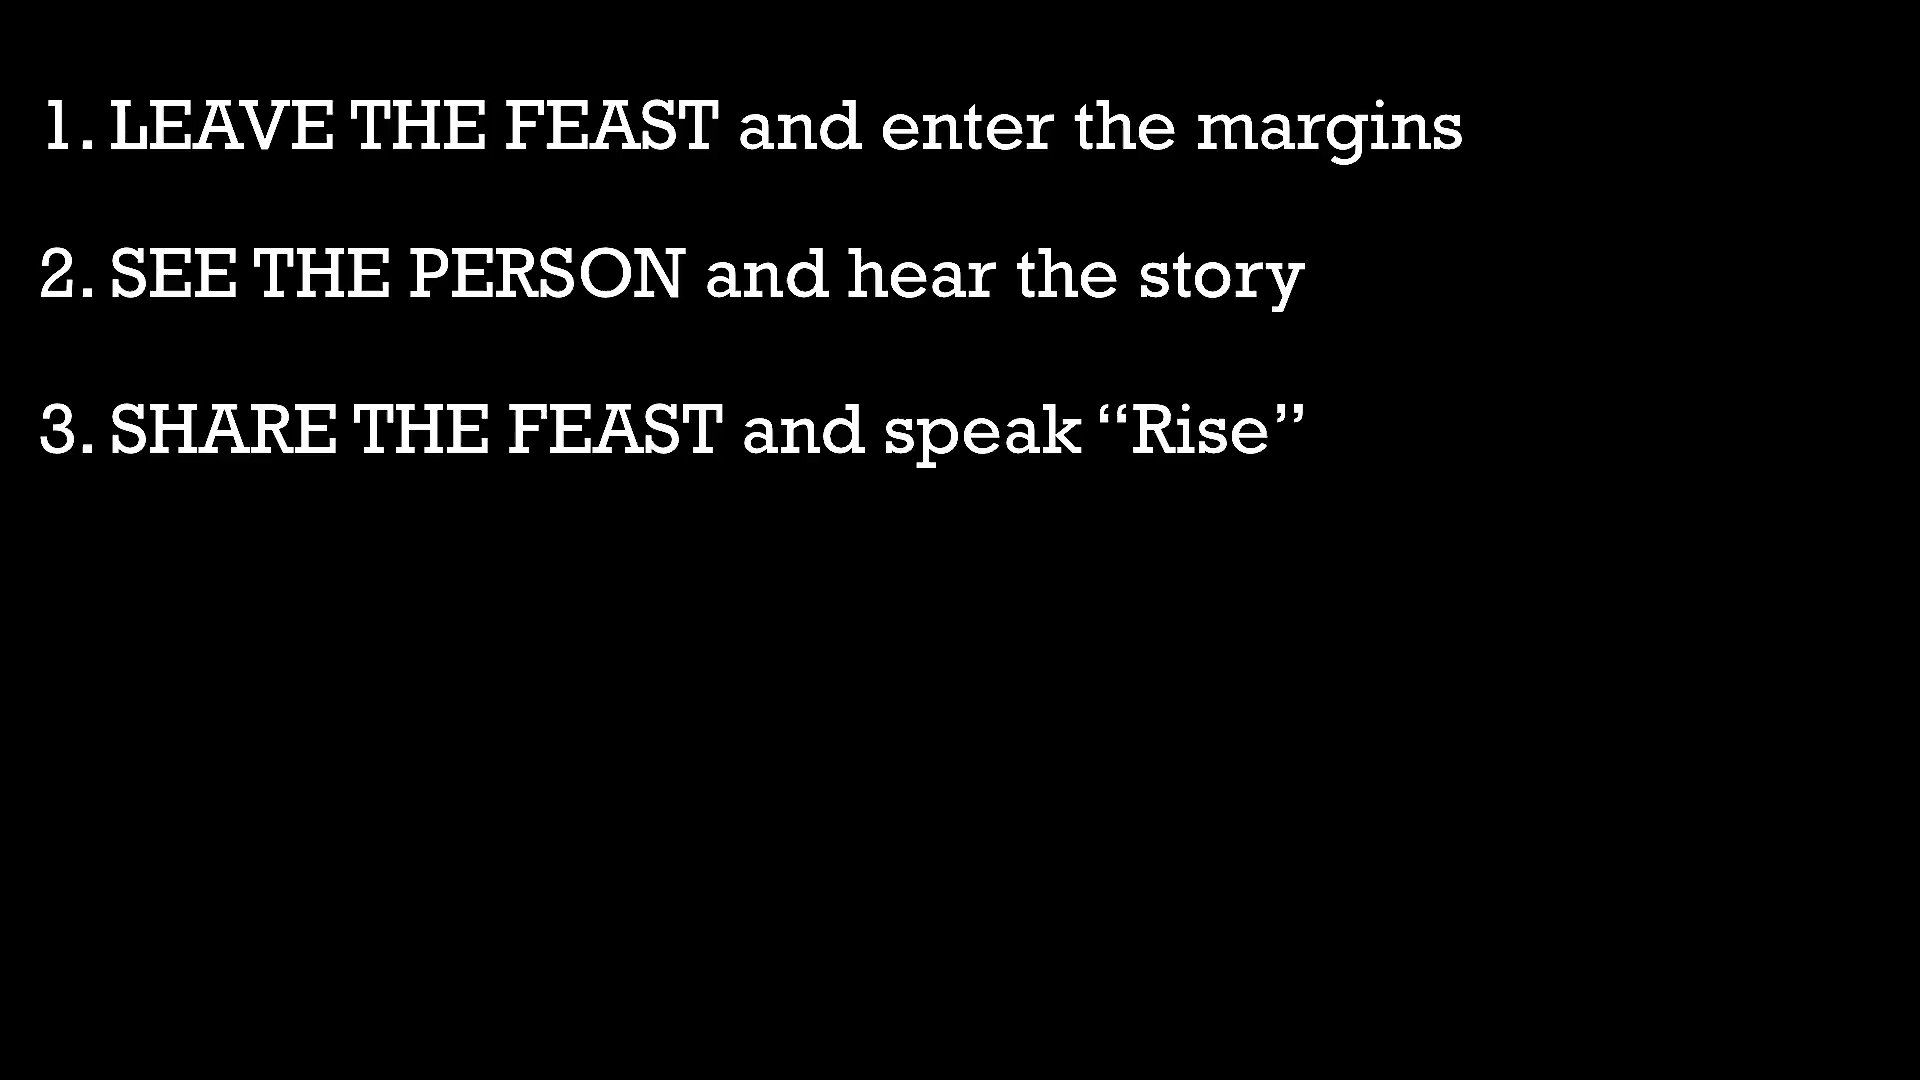 1. LEAVE THE FEAST and enter the margins
2. SEE THE PERSON and hear the story
3. SHARE THE FEAST and speak “Rise”